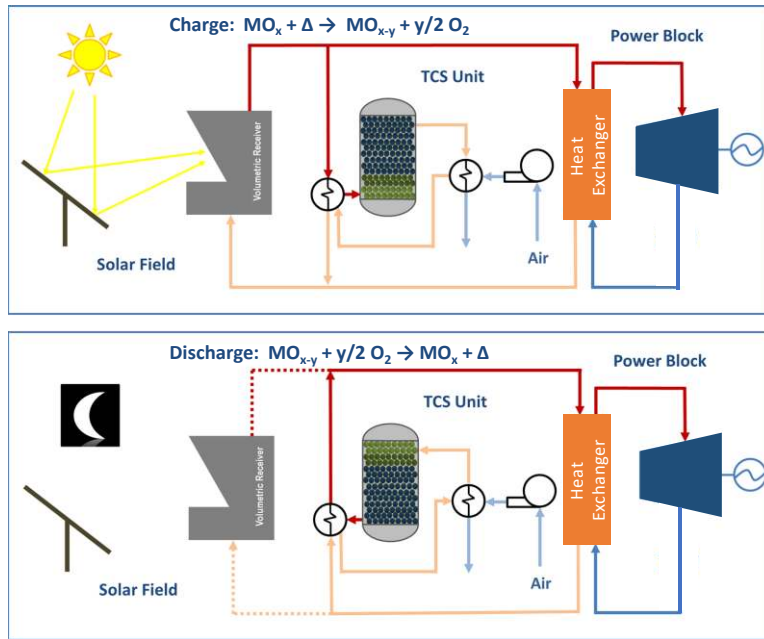 Charge: MOₓ + Δ → MOₓ₋ᵧ + y/2 O₂
Power Block
TCS Unit
Volumetric Receiver
Heat
Exchanger
Solar Field
Air
Discharge: MOₓ₋ᵧ + y/2 O₂ → MOₓ + Δ
Power Block
TCS Unit
Volumetric Receiver
Heat
Exchanger
Solar Field
Air